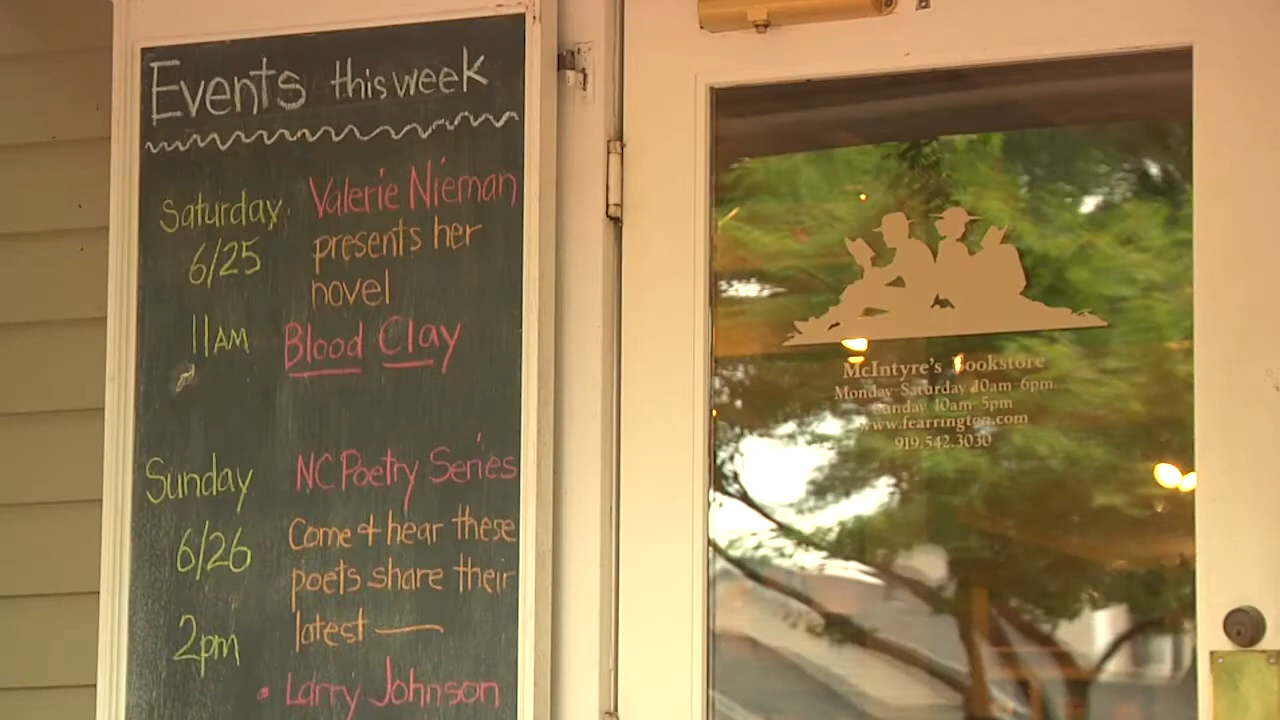 Events this week
Saturday
6/25
11AM
Valerie Nieman
presents her
novel
Blood Clay
Sunday
6/26
2pm
NC Poetry Series
Come + hear these
poets share their
latest —
• Larry Johnson
McIntyre's Bookstore
Monday Saturday 10am 6pm
Sunday 10am 5pm
www.fearrington.com
919.542.3030